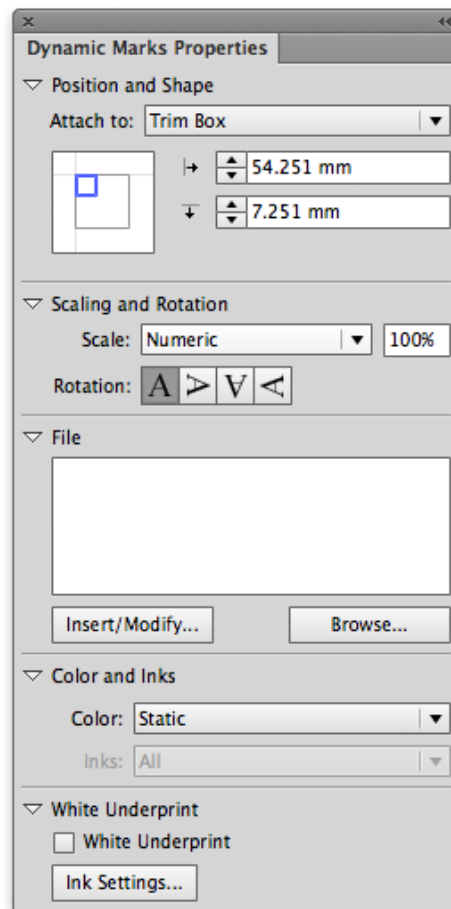 Dynamic Marks Properties
Position and Shape
Attach to: Trim Box
54.251 mm
7.251 mm
Scaling and Rotation
Scale: Numeric 100%
Rotation: A A A A
File
Insert/Modify... Browse...
Color and Inks
Color: Static
Inks: All
White Underprint
White Underprint
Ink Settings...